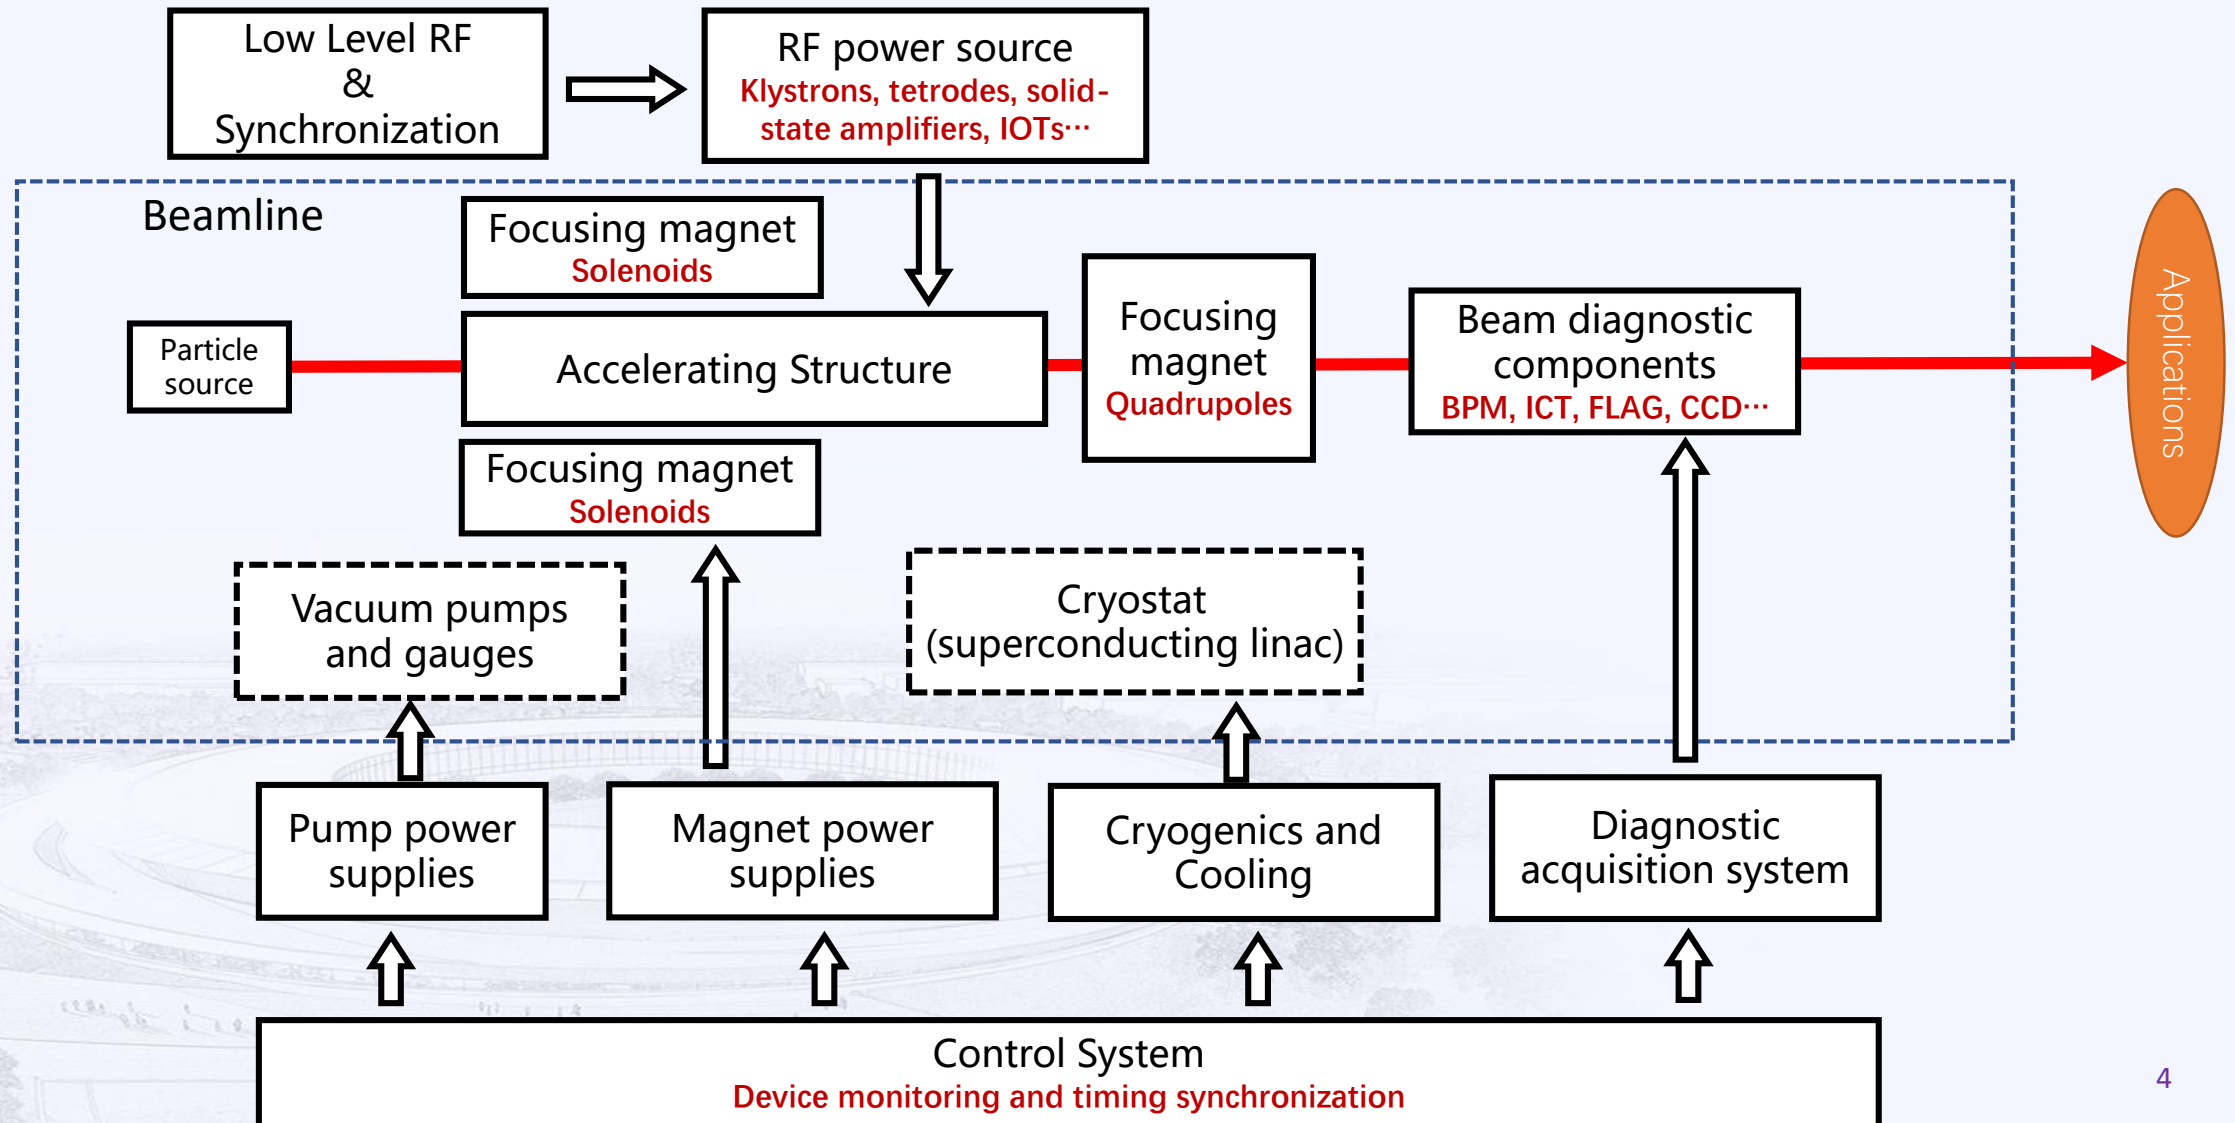 Low Level RF
&
Synchronization
RF power source
Klystrons, tetrodes, solid-
state amplifiers, IOTs…
Beamline
Focusing magnet
Solenoids
Particle
source
Accelerating Structure
Focusing
magnet
Quadrupoles
Beam diagnostic
components
BPM, ICT, FLAG, CCD…
Applications
Focusing magnet
Solenoids
Vacuum pumps
and gauges
Cryostat
(superconducting linac)
Pump power
supplies
Magnet power
supplies
Cryogenics and
Cooling
Diagnostic
acquisition system
Control System
Device monitoring and timing synchronization
4